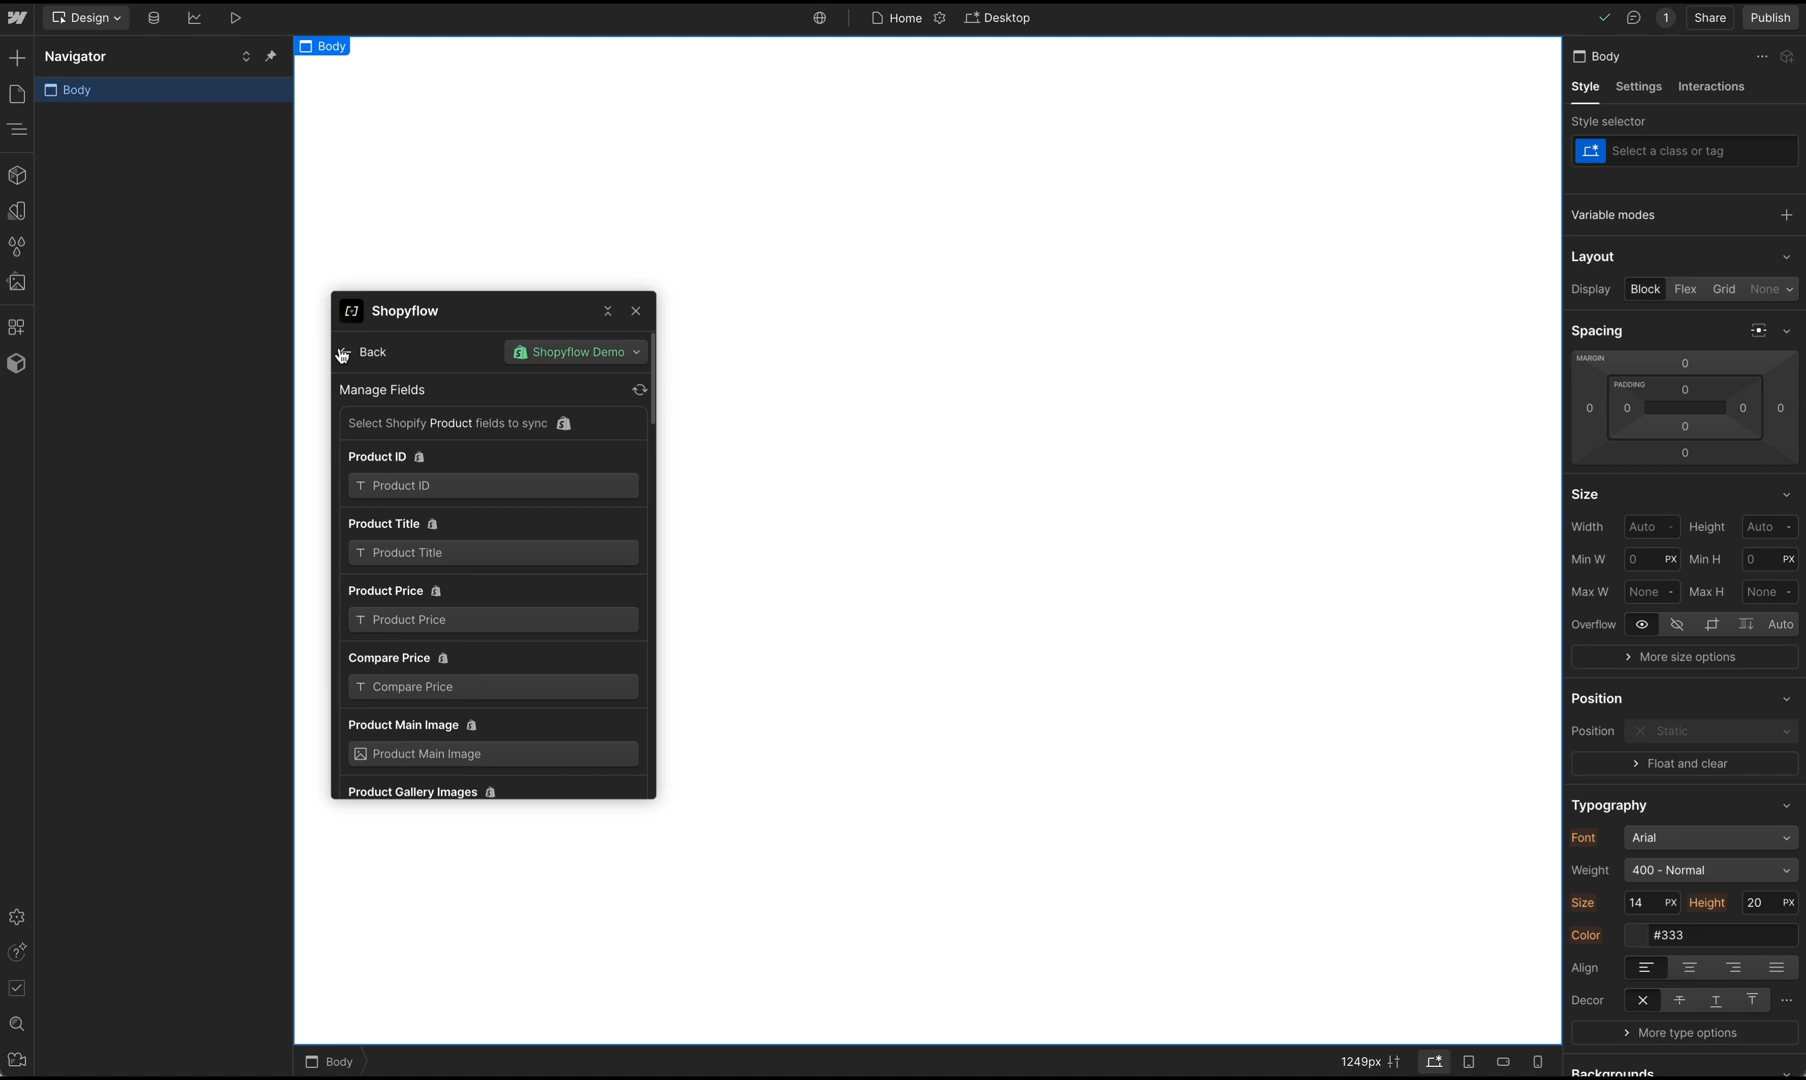 Design
Home
Desktop
1
Share
Publish
Navigator
Body
Body
Shopyflow
Back
Shopyflow Demo
Manage Fields
Select Shopify Product fields to sync
Product ID
Product ID
Product Title
Product Title
Product Price
Product Price
Compare Price
Compare Price
Product Main Image
Product Main Image
Product Gallery Images
Body
1249px
Body
Style Settings Interactions
Style selector
Select a class or tag
Variable modes
Layout
Display Block Flex Grid None
Spacing
MARGIN
0
PADDING
0
0 0 0 0
0
0
Size
Width Auto - Height Auto -
Min W 0 PX Min H 0 PX
Max W None - Max H None -
Overflow Auto
More size options
Position
Position Static
Float and clear
Typography
Font Arial
Weight 400 - Normal
Size 14 PX Height 20 PX
Color #333
Align
Decor
More type options
Backgrounds